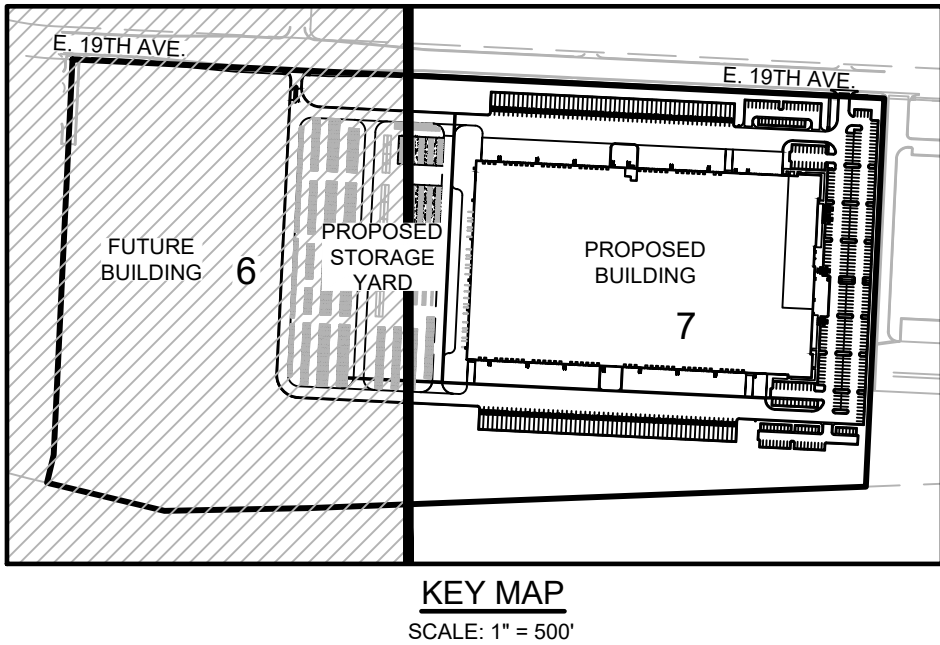 E. 19TH AVE.
E. 19TH AVE.
FUTURE
BUILDING
6
PROPOSED
STORAGE
YARD
PROPOSED
BUILDING
7
KEY MAP
SCALE: 1" = 500'